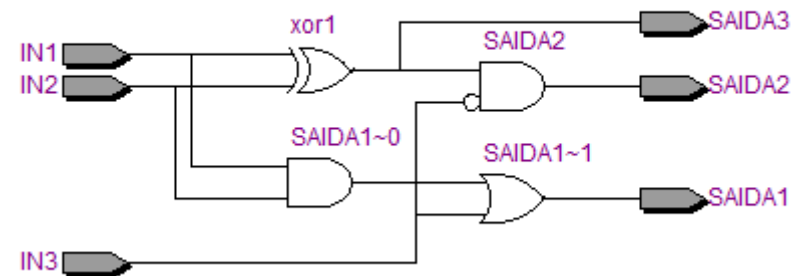 xor1
SAIDA3
SAIDA2
IN1
IN2
SAIDA2
SAIDA1~0
SAIDA1~1
SAIDA1
IN3